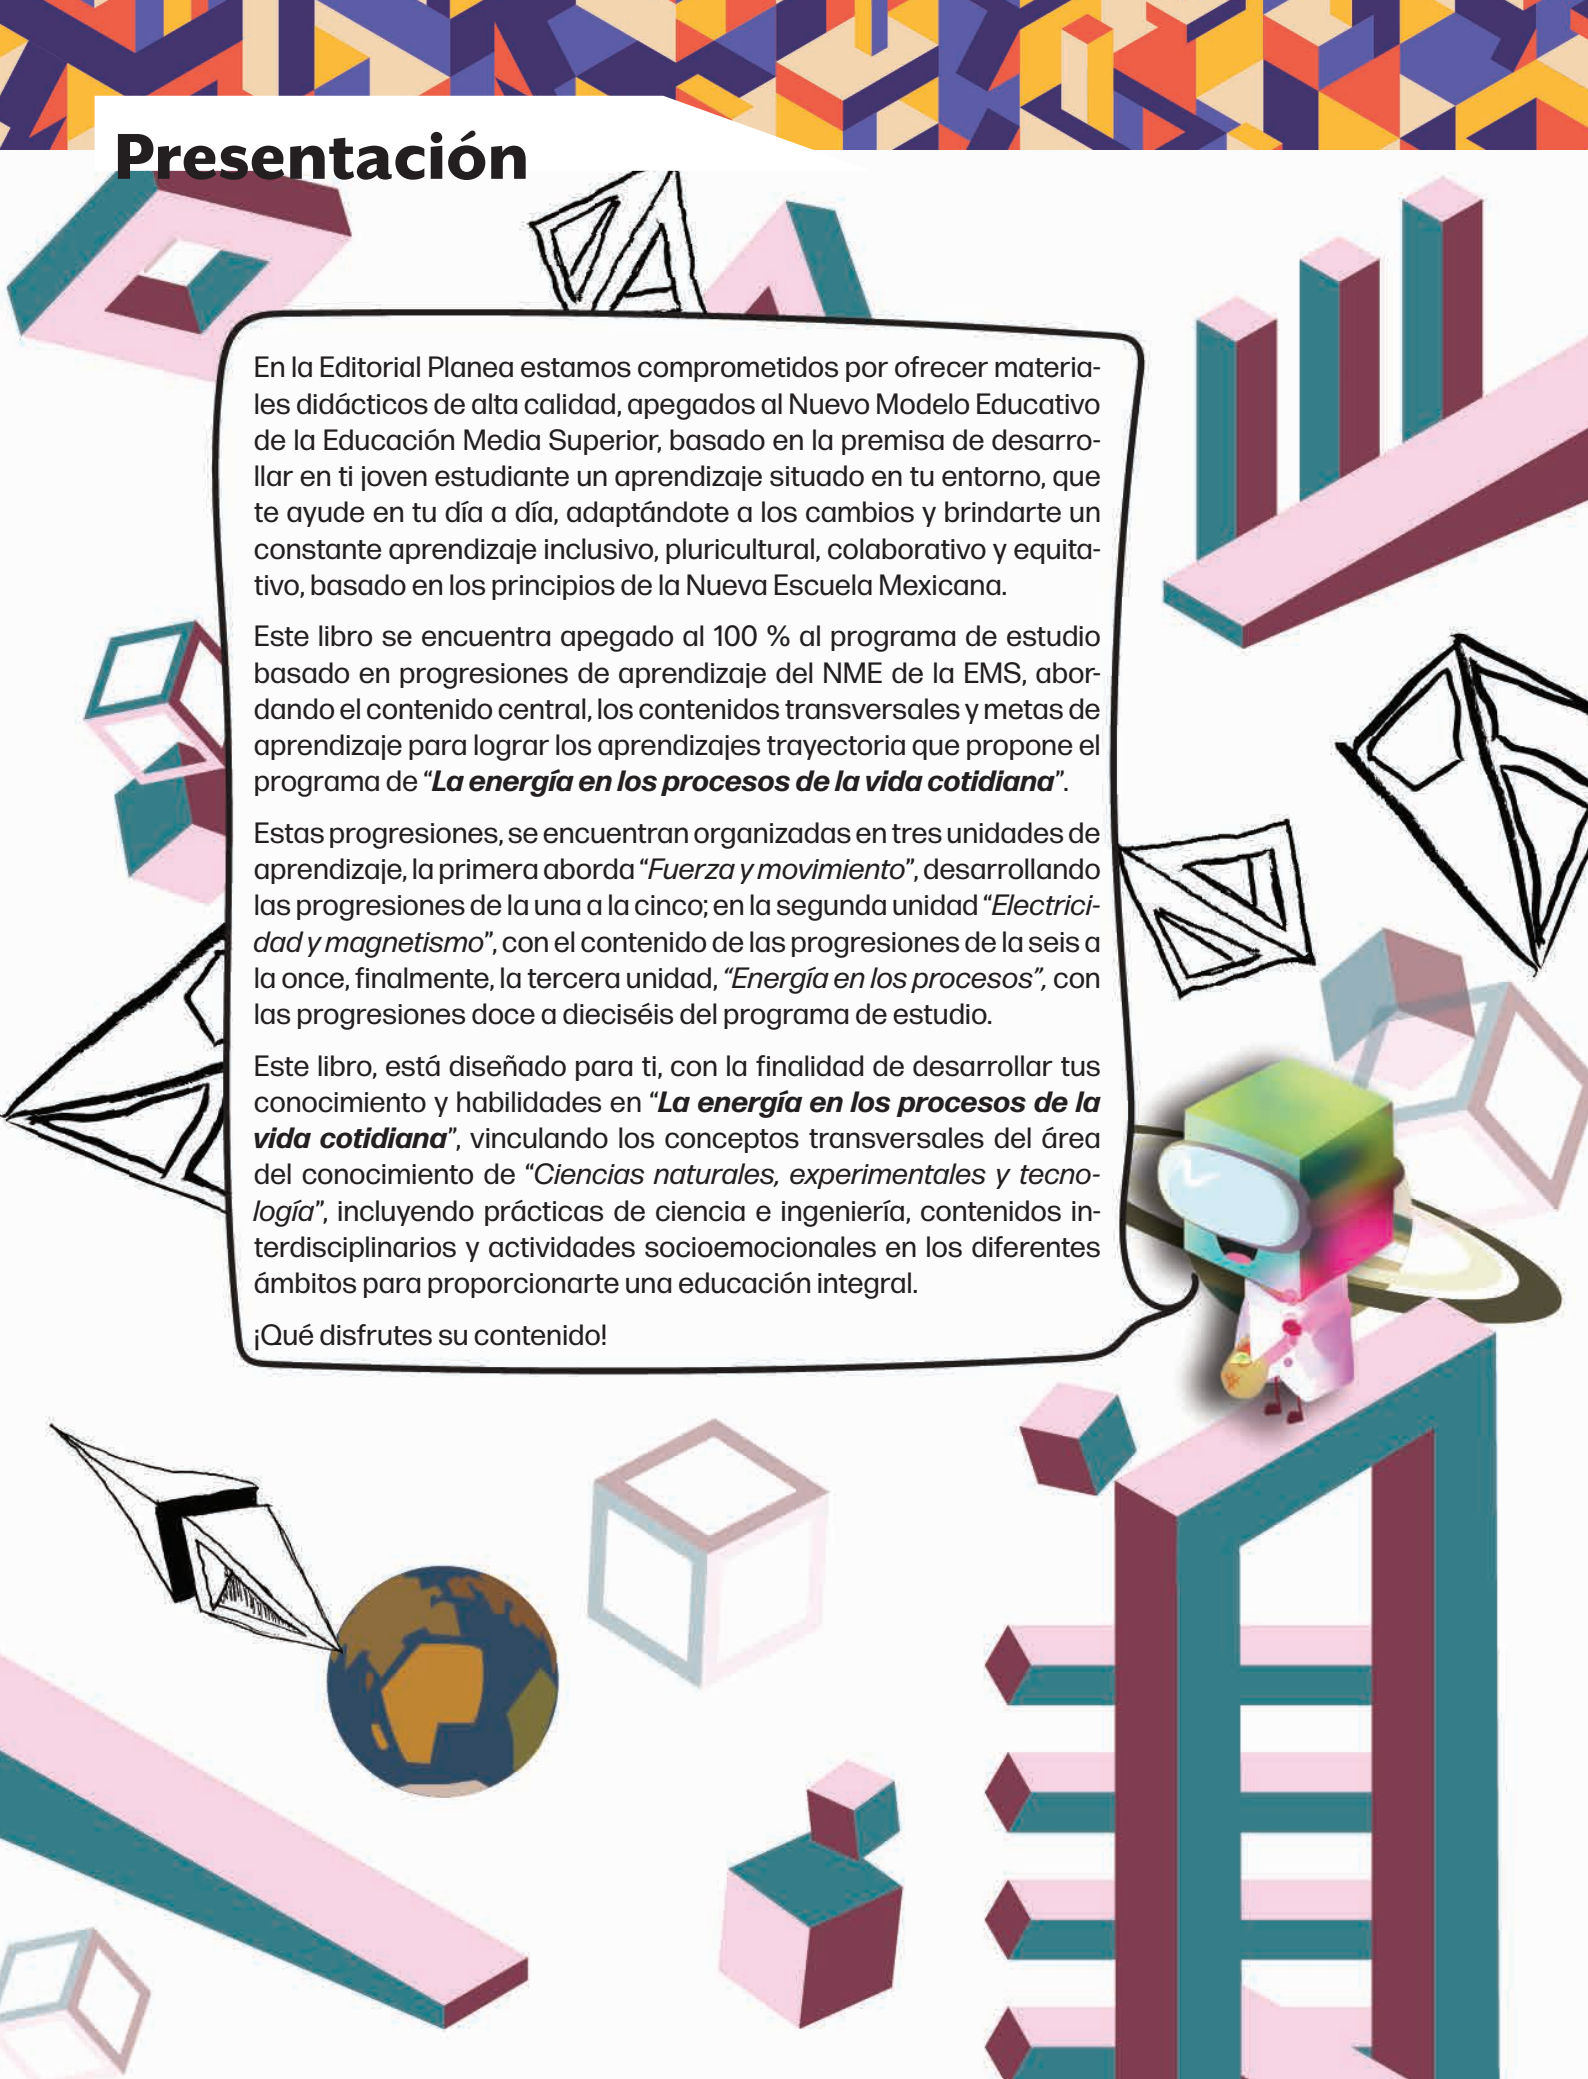 Presentación
En la Editorial Planea estamos comprometidos por ofrecer materia-
les didácticos de alta calidad, apegados al Nuevo Modelo Educativo
de la Educación Media Superior, basado en la premisa de desarro-
llar en ti joven estudiante un aprendizaje situado en tu entorno, que
te ayude en tu día a día, adaptándote a los cambios y brindarte un
constante aprendizaje inclusivo, pluricultural, colaborativo y equita-
tivo, basado en los principios de la Nueva Escuela Mexicana.
Este libro se encuentra apegado al 100 % al programa de estudio
basado en progresiones de aprendizaje del NME de la EMS, abor-
dando el contenido central, los contenidos transversales y metas de
aprendizaje para lograr los aprendizajes trayectoria que propone el
programa de “La energía en los procesos de la vida cotidiana”.
Estas progresiones, se encuentran organizadas en tres unidades de
aprendizaje, la primera aborda “Fuerza y movimiento”, desarrollando
las progresiones de la una a la cinco; en la segunda unidad “Electrici-
dad y magnetismo”, con el contenido de las progresiones de la seis a
la once, finalmente, la tercera unidad, “Energía en los procesos”, con
las progresiones doce a dieciséis del programa de estudio.
Este libro, está diseñado para ti, con la finalidad de desarrollar tus
conocimiento y habilidades en “La energía en los procesos de la
vida cotidiana”, vinculando los conceptos transversales del área
del conocimiento de “Ciencias naturales, experimentales y tecno-
logía”, incluyendo prácticas de ciencia e ingeniería, contenidos in-
terdisciplinarios y actividades socioemocionales en los diferentes
ámbitos para proporcionarte una educación integral.
¡Qué disfrutes su contenido!